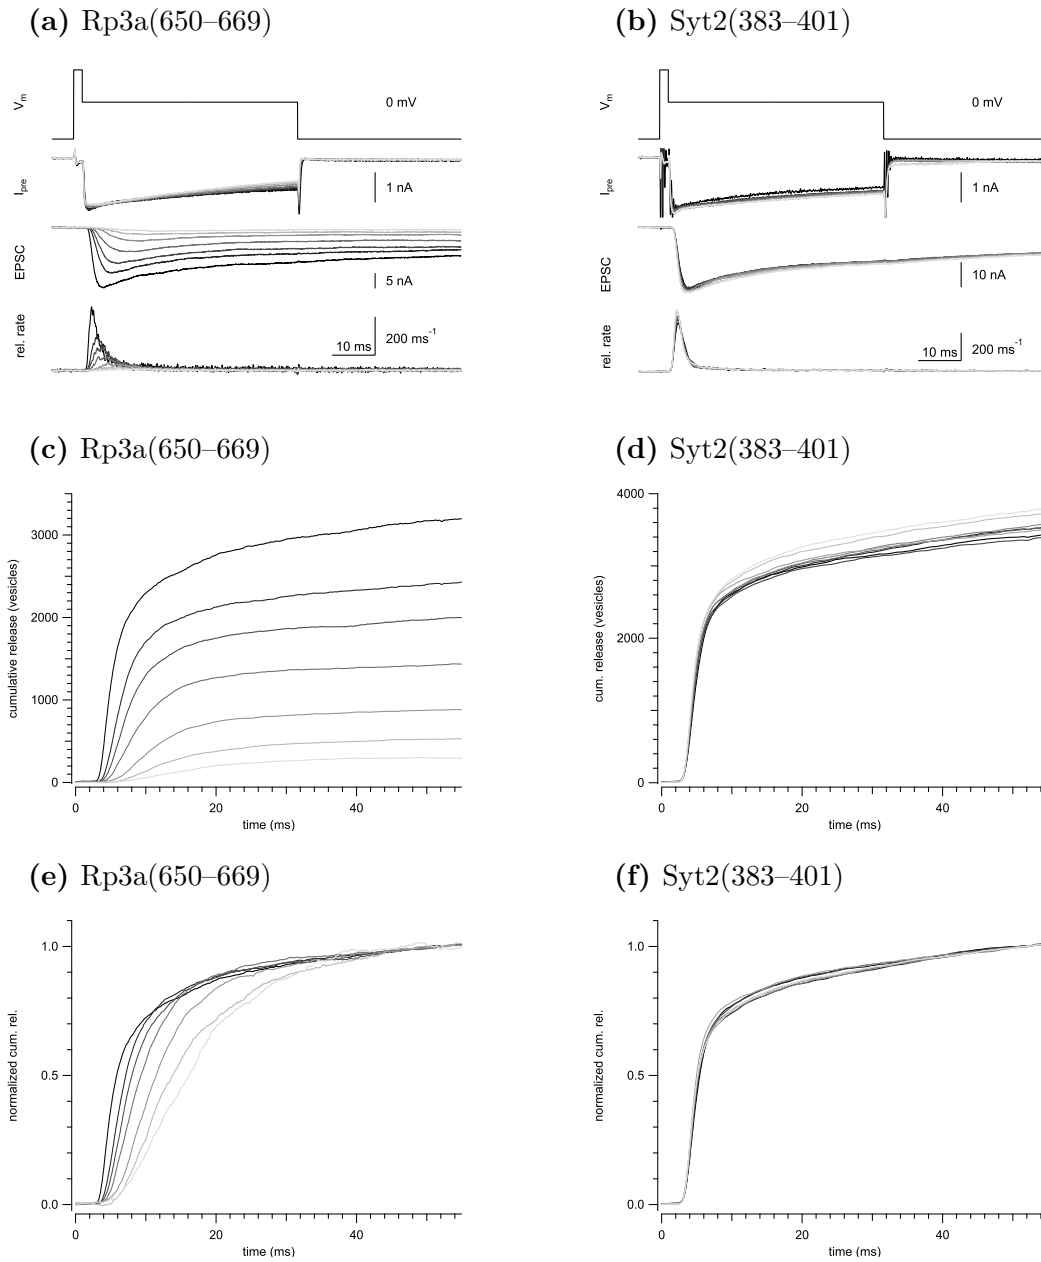 (a) Rp3a(650–669)
V_m
0 mV
I_pre
1 nA
EPSC
5 nA
rel. rate
10 ms
200 ms⁻¹
(b) Syt2(383–401)
V_m
0 mV
I_pre
1 nA
EPSC
10 nA
rel. rate
10 ms
200 ms⁻¹
(c) Rp3a(650–669)
cumulative release (vesicles)
3000
2000
1000
0
0 20 40
time (ms)
(d) Syt2(383–401)
cum. release (vesicles)
4000
2000
0
0 20 40
time (ms)
(e) Rp3a(650–669)
normalized cum. rel.
1.0
0.5
0.0
0 20 40
time (ms)
(f) Syt2(383–401)
normalized cum. rel.
1.0
0.5
0.0
0 20 40
time (ms)